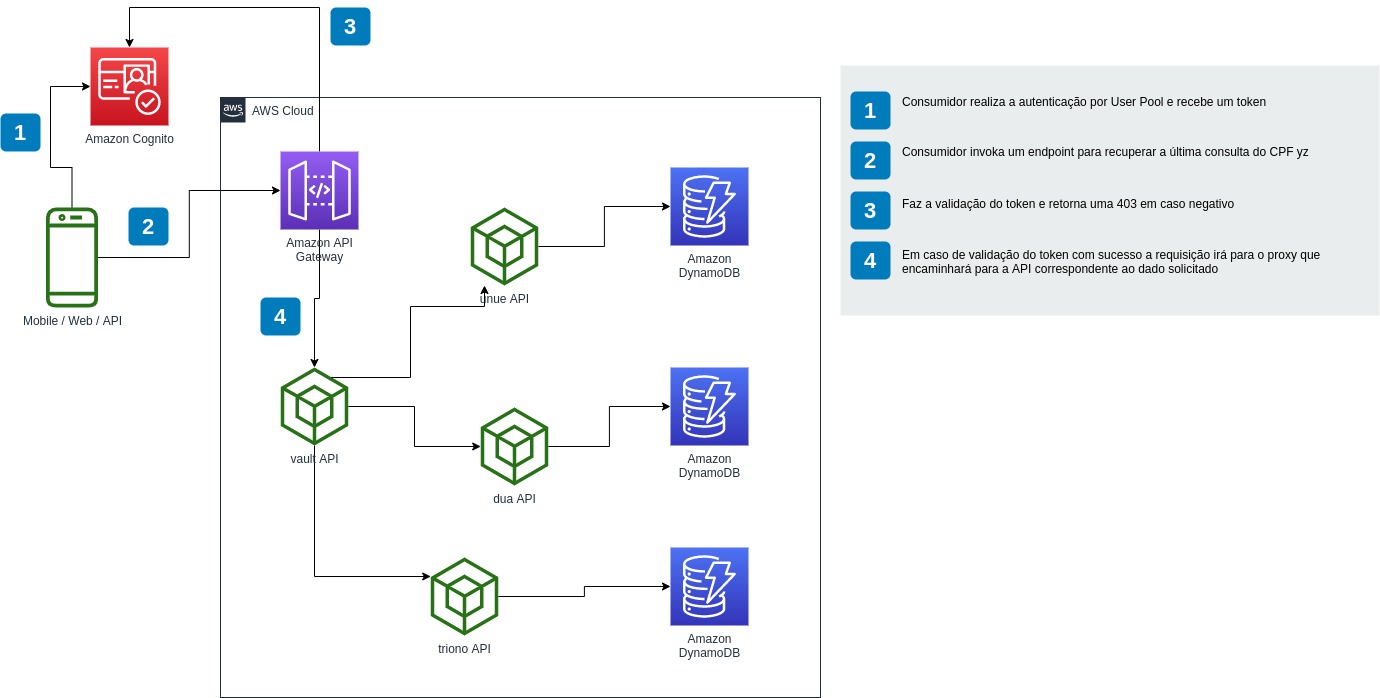 3
Amazon Cognito
1
aws
AWS Cloud
2
Amazon API
Gateway
Mobile / Web / API
4
unue API
Amazon
DynamoDB
vault API
dua API
Amazon
DynamoDB
triono API
Amazon
DynamoDB
1
Consumidor realiza a autenticação por User Pool e recebe um token
2
Consumidor invoka um endpoint para recuperar a última consulta do CPF yz
3
Faz a validação do token e retorna uma 403 em caso negativo
4
Em caso de validação do token com sucesso a requisição irá para o proxy que
encaminhará para a API correspondente ao dado solicitado